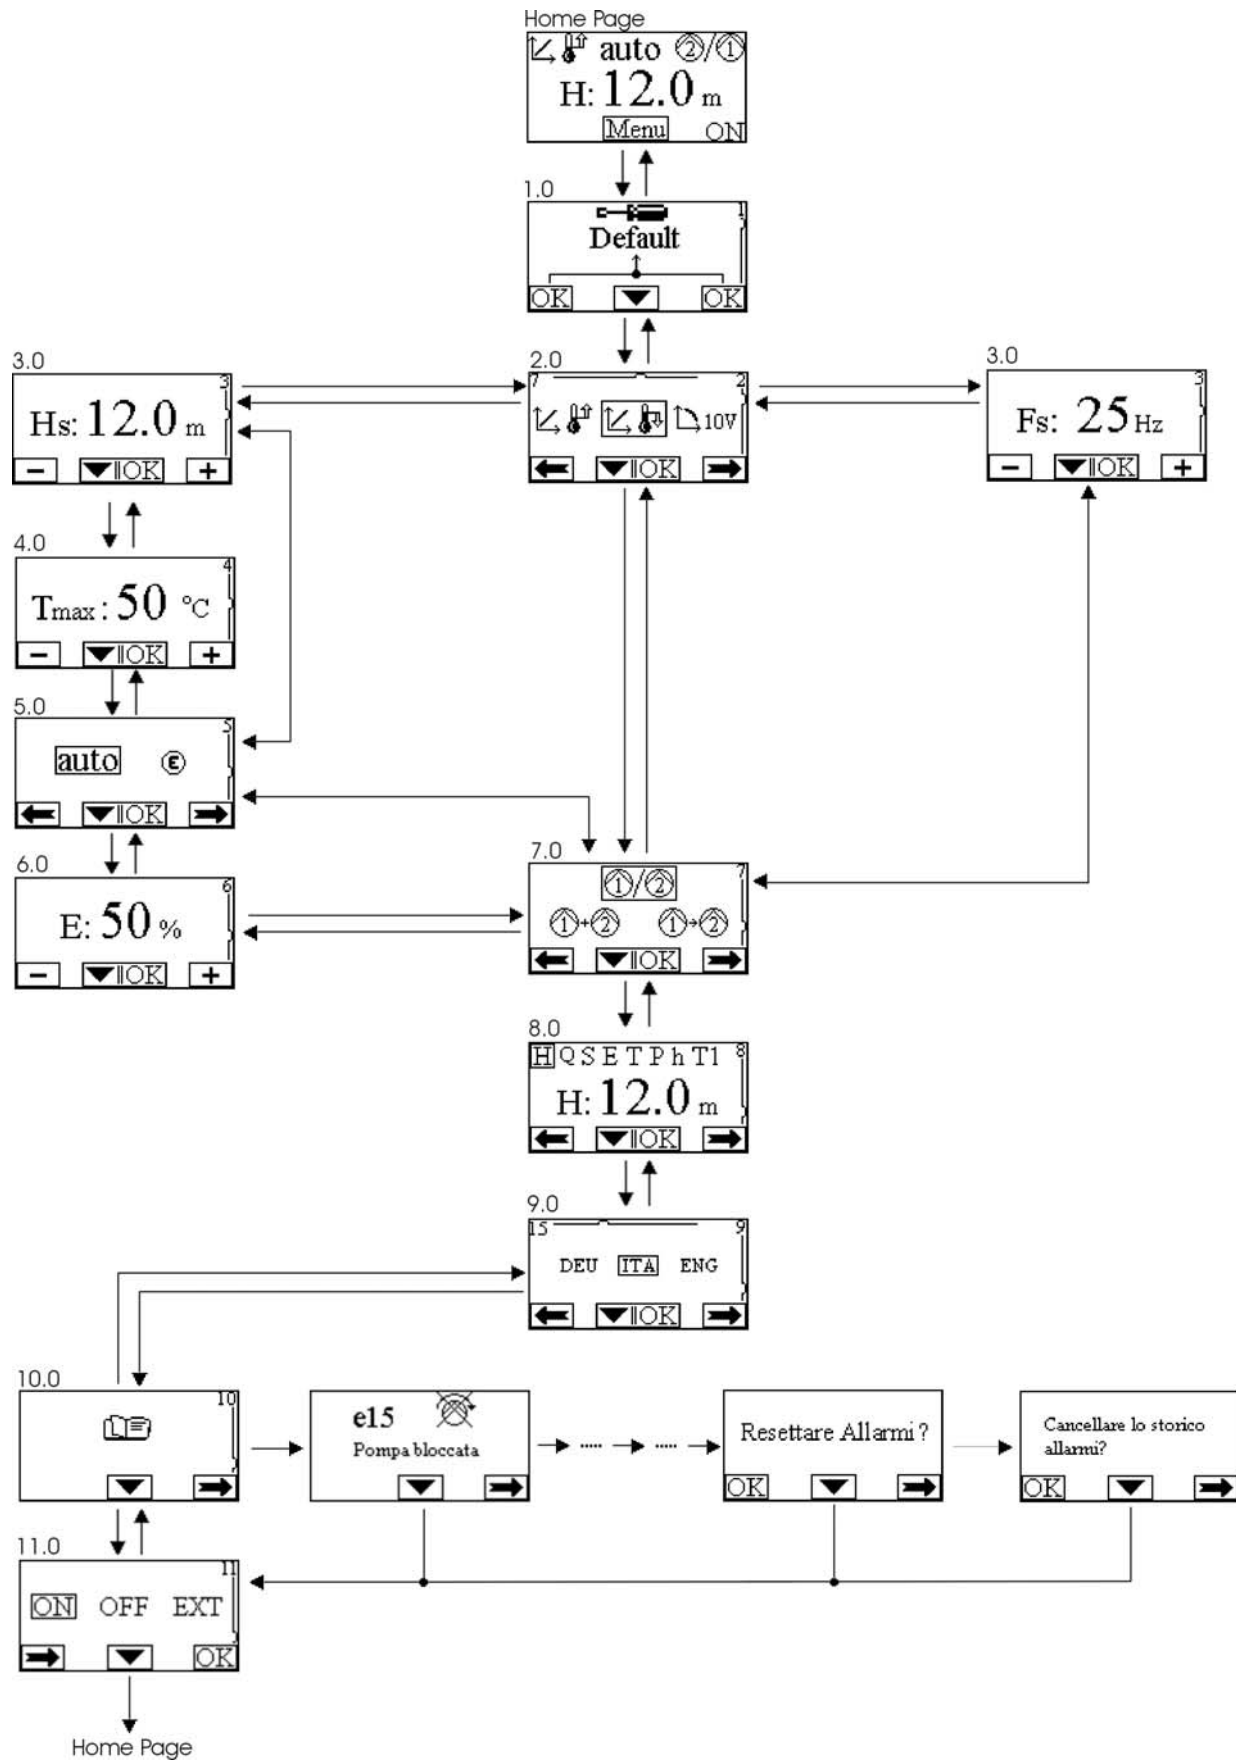 Home Page
auto 2/1
H: 12.0 m
Menu ON
1.0
1
Default
OK OK
3.0
3
Hs: 12.0 m
− OK +
2.0
7 2
10V
OK
3.0
3
Fs: 25 Hz
− OK +
4.0
4
Tmax : 50 °C
− OK +
5.0
5
auto E
OK
6.0
6
E: 50 %
− OK +
7.0
7
1/2
1+2 1→2
OK
8.0
H Q S E T P h T1 8
H: 12.0 m
OK
9.0
15 9
DEU ITA ENG
OK
10.0
10
e15
Pompa bloccata
Resettare Allarmi ?
OK
Cancellare lo storico
allarmi?
OK
11.0
11
ON OFF EXT
OK
Home Page